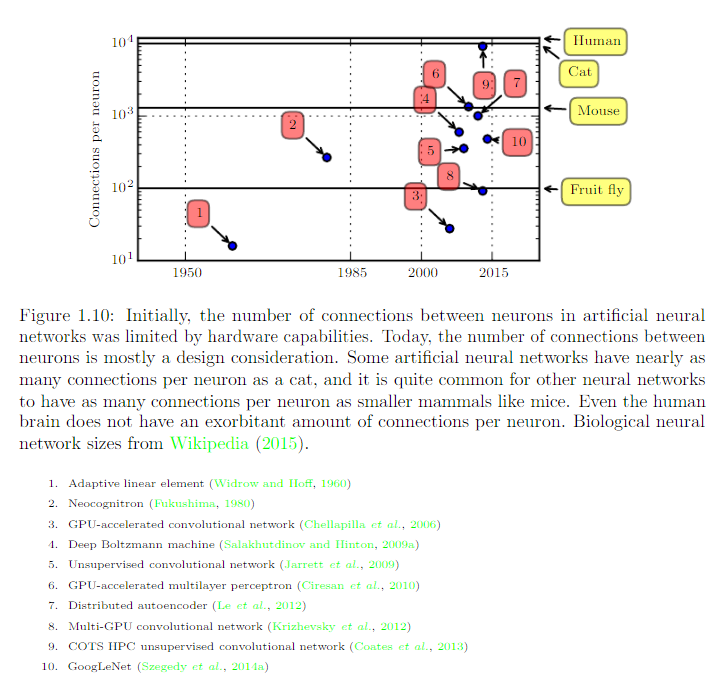 10⁴
Human
Cat
6
9
7
4
10³
Mouse
2
10
5
8
10²
Fruit fly
3
1
10¹
Connections per neuron
1950 1985 2000 2015
Figure 1.10: Initially, the number of connections between neurons in artificial neural
networks was limited by hardware capabilities. Today, the number of connections between
neurons is mostly a design consideration. Some artificial neural networks have nearly as
many connections per neuron as a cat, and it is quite common for other neural networks
to have as many connections per neuron as smaller mammals like mice. Even the human
brain does not have an exorbitant amount of connections per neuron. Biological neural
network sizes from Wikipedia (2015).
1. Adaptive linear element (Widrow and Hoff, 1960)
2. Neocognitron (Fukushima, 1980)
3. GPU-accelerated convolutional network (Chellapilla et al., 2006)
4. Deep Boltzmann machine (Salakhutdinov and Hinton, 2009a)
5. Unsupervised convolutional network (Jarrett et al., 2009)
6. GPU-accelerated multilayer perceptron (Ciresan et al., 2010)
7. Distributed autoencoder (Le et al., 2012)
8. Multi-GPU convolutional network (Krizhevsky et al., 2012)
9. COTS HPC unsupervised convolutional network (Coates et al., 2013)
10. GoogLeNet (Szegedy et al., 2014a)